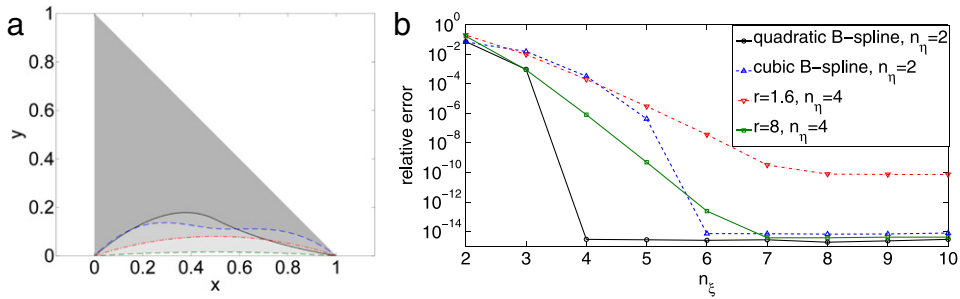 a
1
0.8
0.6
0.4
0.2
0
y
0 0.2 0.4 0.6 0.8 1
x
b
10^0
10^-2
10^-4
10^-6
10^-8
10^-10
10^-12
10^-14
relative error
2 3 4 5 6 7 8 9 10
n_ξ
quadratic B-spline, n_η=2
cubic B-spline, n_η=2
r=1.6, n_η=4
r=8, n_η=4